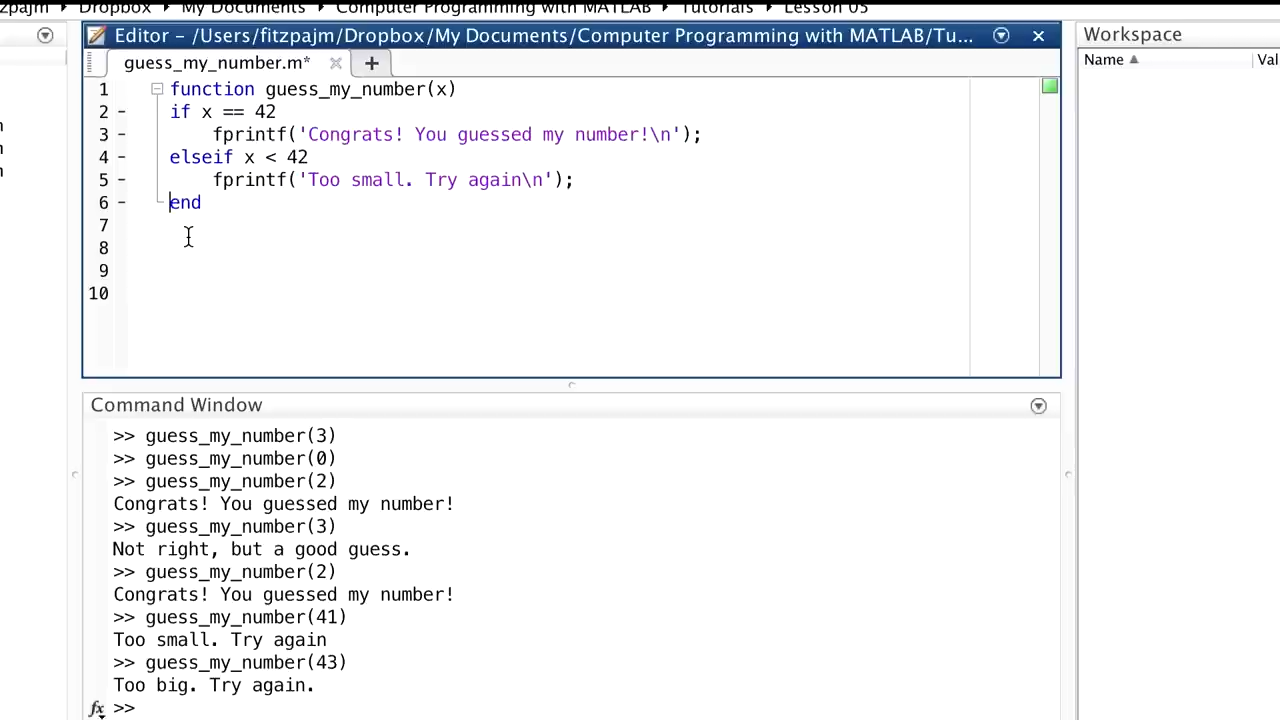 zpajm ▸ Dropbox ▸ My Documents ▸ Computer Programming with MATLAB ▸ Tutorials ▸ Lesson 05
Editor - /Users/fitzpajm/Dropbox/My Documents/Computer Programming with MATLAB/Tu...
Workspace
guess_my_number.m* × +
Name ▲ Val
1 function guess_my_number(x)
2 - if x == 42
3 - fprintf('Congrats! You guessed my number!\n');
4 - elseif x < 42
5 - fprintf('Too small. Try again\n');
6 - end
7
8
9
10
Command Window
>> guess_my_number(3)
>> guess_my_number(0)
>> guess_my_number(2)
Congrats! You guessed my number!
>> guess_my_number(3)
Not right, but a good guess.
>> guess_my_number(2)
Congrats! You guessed my number!
>> guess_my_number(41)
Too small. Try again
>> guess_my_number(43)
Too big. Try again.
fx >>